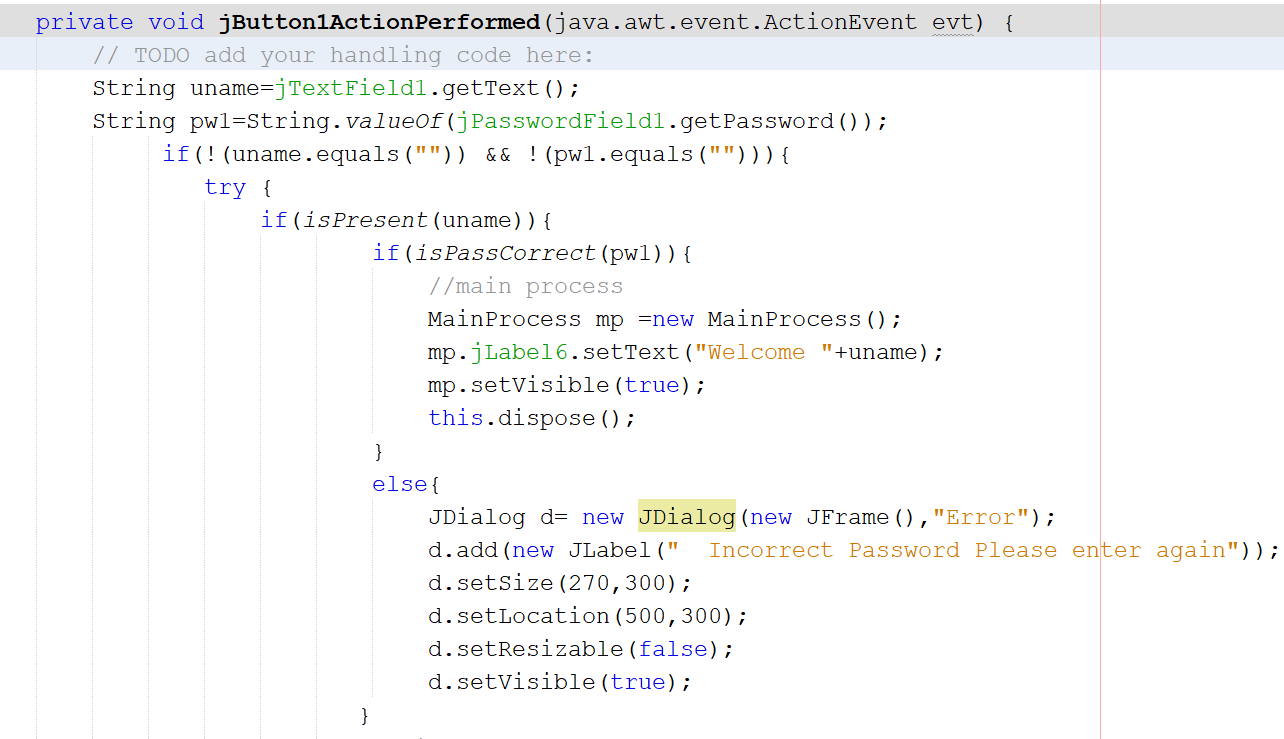 private void jButton1ActionPerformed(java.awt.event.ActionEvent evt) {
// TODO add your handling code here:
String uname=jTextField1.getText();
String pw1=String.valueOf(jPasswordField1.getPassword());
if(!(uname.equals("")) && !(pw1.equals(""))){
try {
if(isPresent(uname)){
if(isPassCorrect(pw1)){
//main process
MainProcess mp =new MainProcess();
mp.jLabel6.setText("Welcome "+uname);
mp.setVisible(true);
this.dispose();
}
else{
JDialog d= new JDialog(new JFrame(),"Error");
d.add(new JLabel("  Incorrect Password Please enter again"));
d.setSize(270,300);
d.setLocation(500,300);
d.setResizable(false);
d.setVisible(true);
}